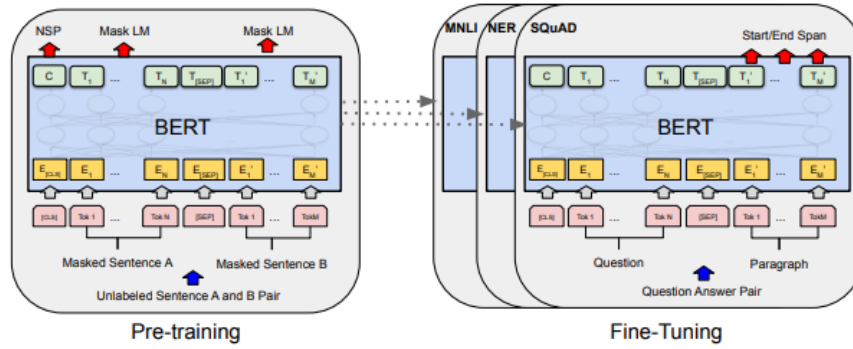 NSP Mask LM Mask LM
C T1 ... TN T[SEP] T1' ... TM'
BERT
E[CLS] E1 ... EN E[SEP] E1' ... EM'
[CLS] Tok 1 ... Tok N [SEP] Tok 1 ... TokM
Masked Sentence A Masked Sentence B
Unlabeled Sentence A and B Pair
Pre-training
MNLI NER SQuAD
Start/End Span
C T1 ... TN T[SEP] T1' ... TM'
BERT
E[CLS] E1 ... EN E[SEP] E1' ... EM'
[CLS] Tok 1 ... Tok N [SEP] Tok 1 ... TokM
Question Paragraph
Question Answer Pair
Fine-Tuning